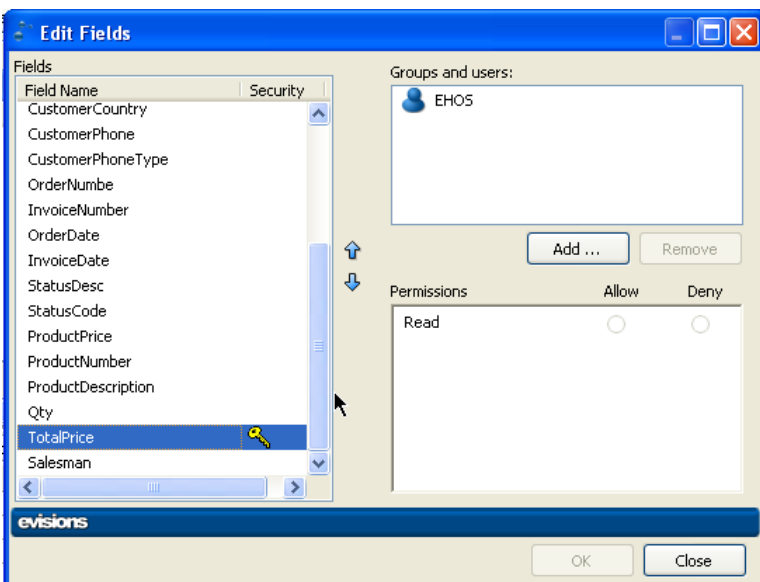 Edit Fields
Fields
Field Name Security
CustomerCountry
CustomerPhone
CustomerPhoneType
OrderNumbe
InvoiceNumber
OrderDate
InvoiceDate
StatusDesc
StatusCode
ProductPrice
ProductNumber
ProductDescription
Qty
TotalPrice
Salesman
Groups and users:
EHOS
Add ... Remove
Permissions Allow Deny
Read
evisions
OK Close